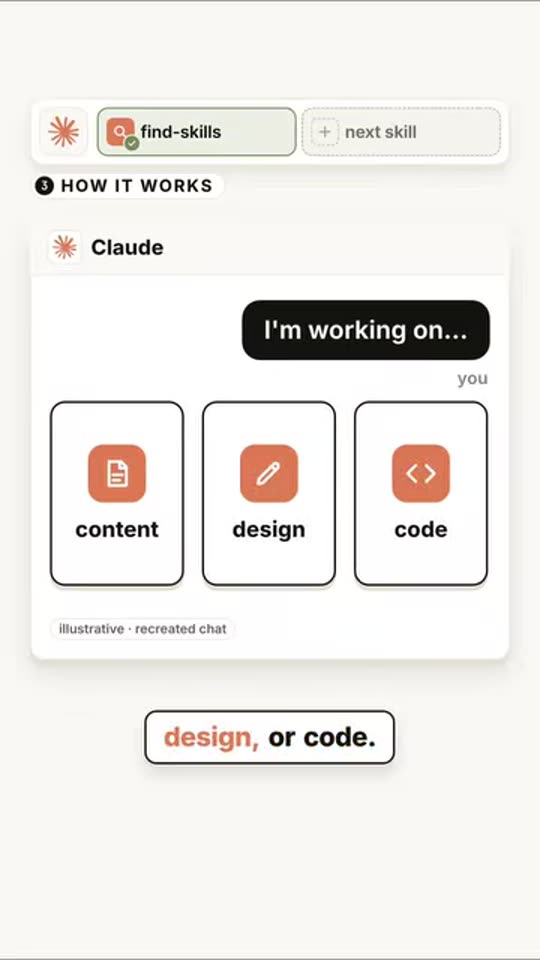 find-skills
next skill
3 HOW IT WORKS
Claude
I'm working on...
you
content
design
code
illustrative · recreated chat
design, or code.